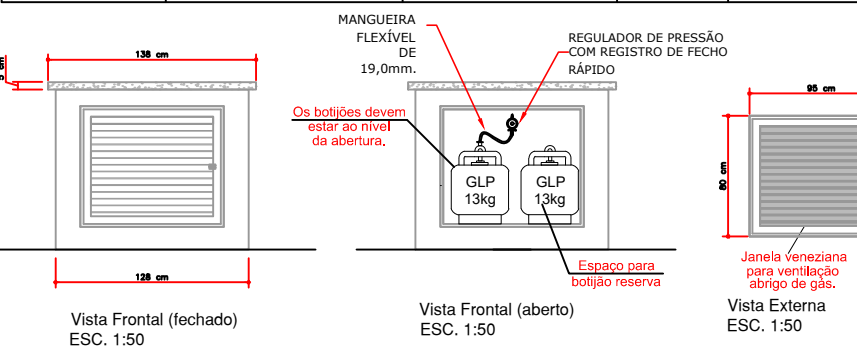 5 cm
138 cm
128 cm
Vista Frontal (fechado)
ESC. 1:50
MANGUEIRA
FLEXÍVEL
DE
19,0mm.
REGULADOR DE PRESSÃO
COM REGISTRO DE FECHO
RÁPIDO
Os botijões devem
estar ao nível
da abertura.
GLP
13kg
GLP
13kg
Espaço para
botijão reserva
Vista Frontal (aberto)
ESC. 1:50
95 cm
80 cm
Janela veneziana
para ventilação
abrigo de gás.
Vista Externa
ESC. 1:50